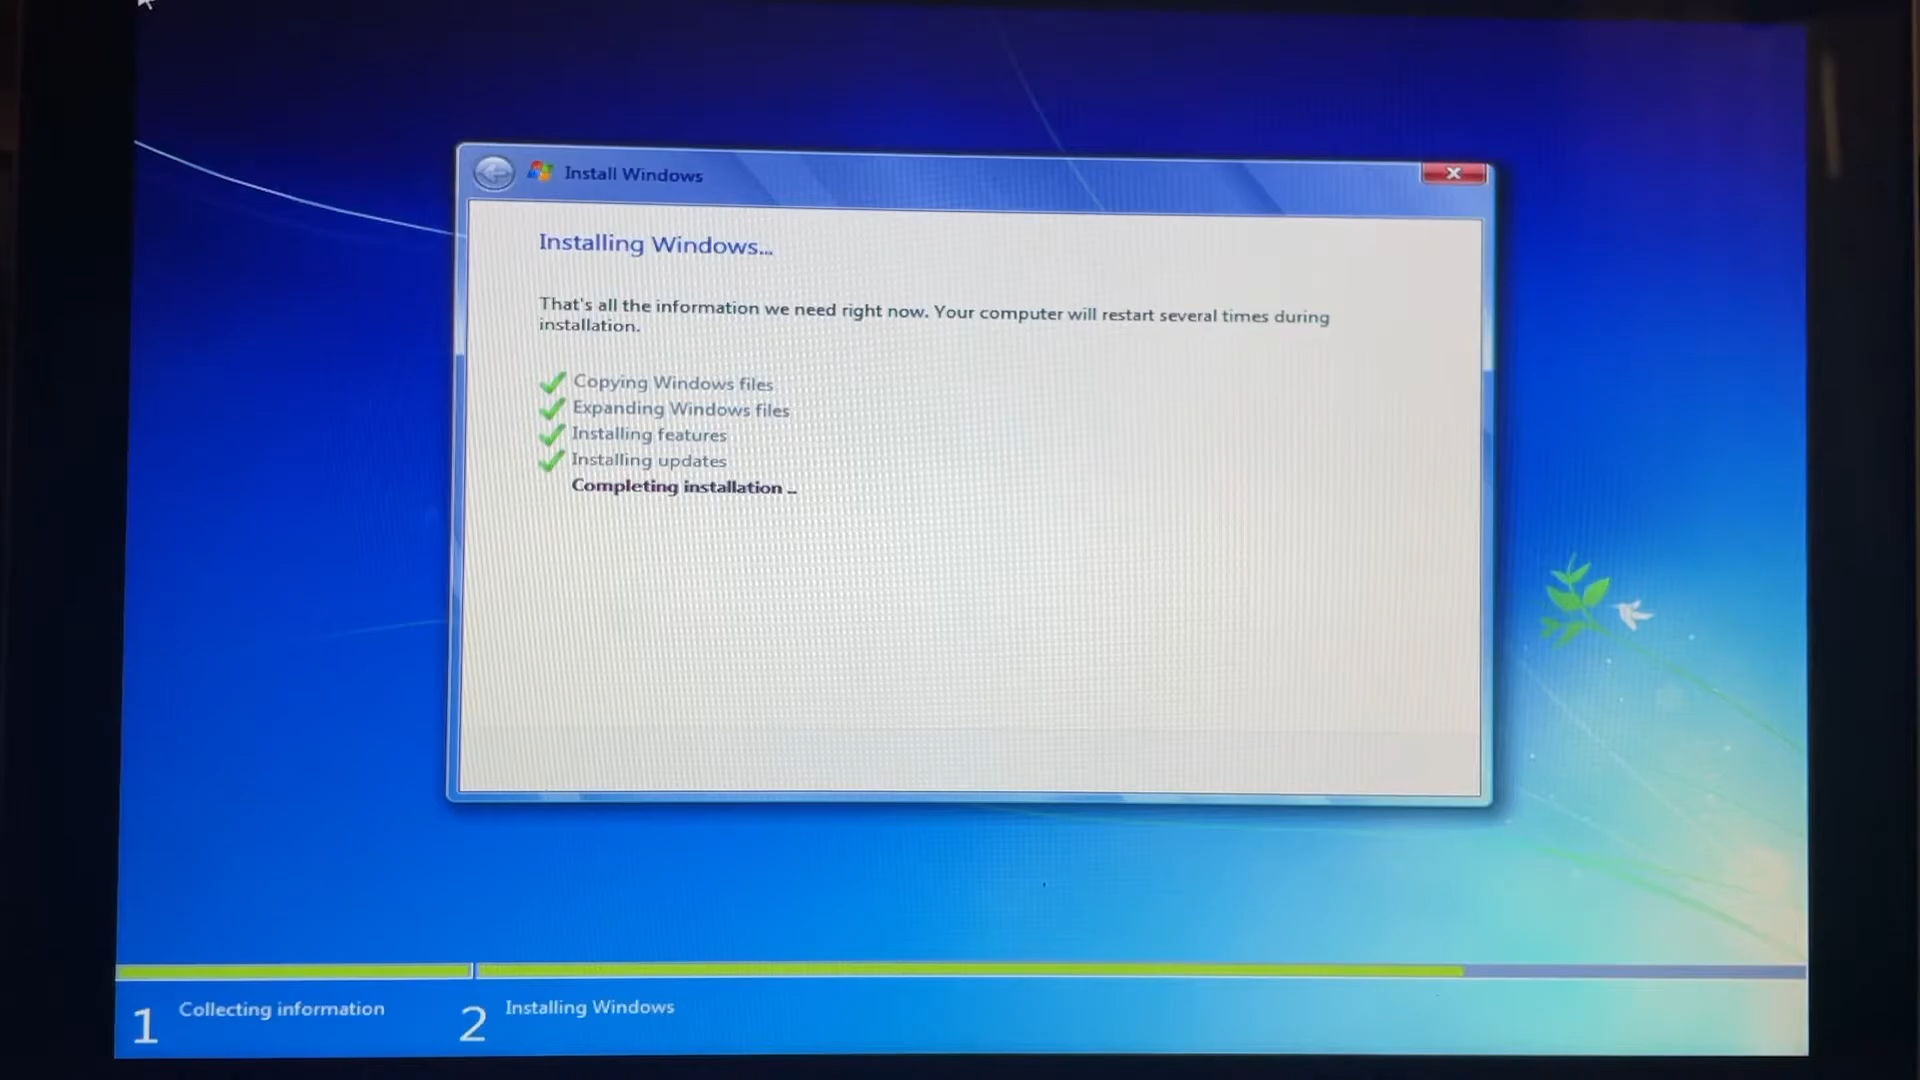 Install Windows
Installing Windows...
That's all the information we need right now. Your computer will restart several times during
installation.
Copying Windows files
Expanding Windows files
Installing features
Installing updates
Completing installation ..
1 Collecting information
2 Installing Windows